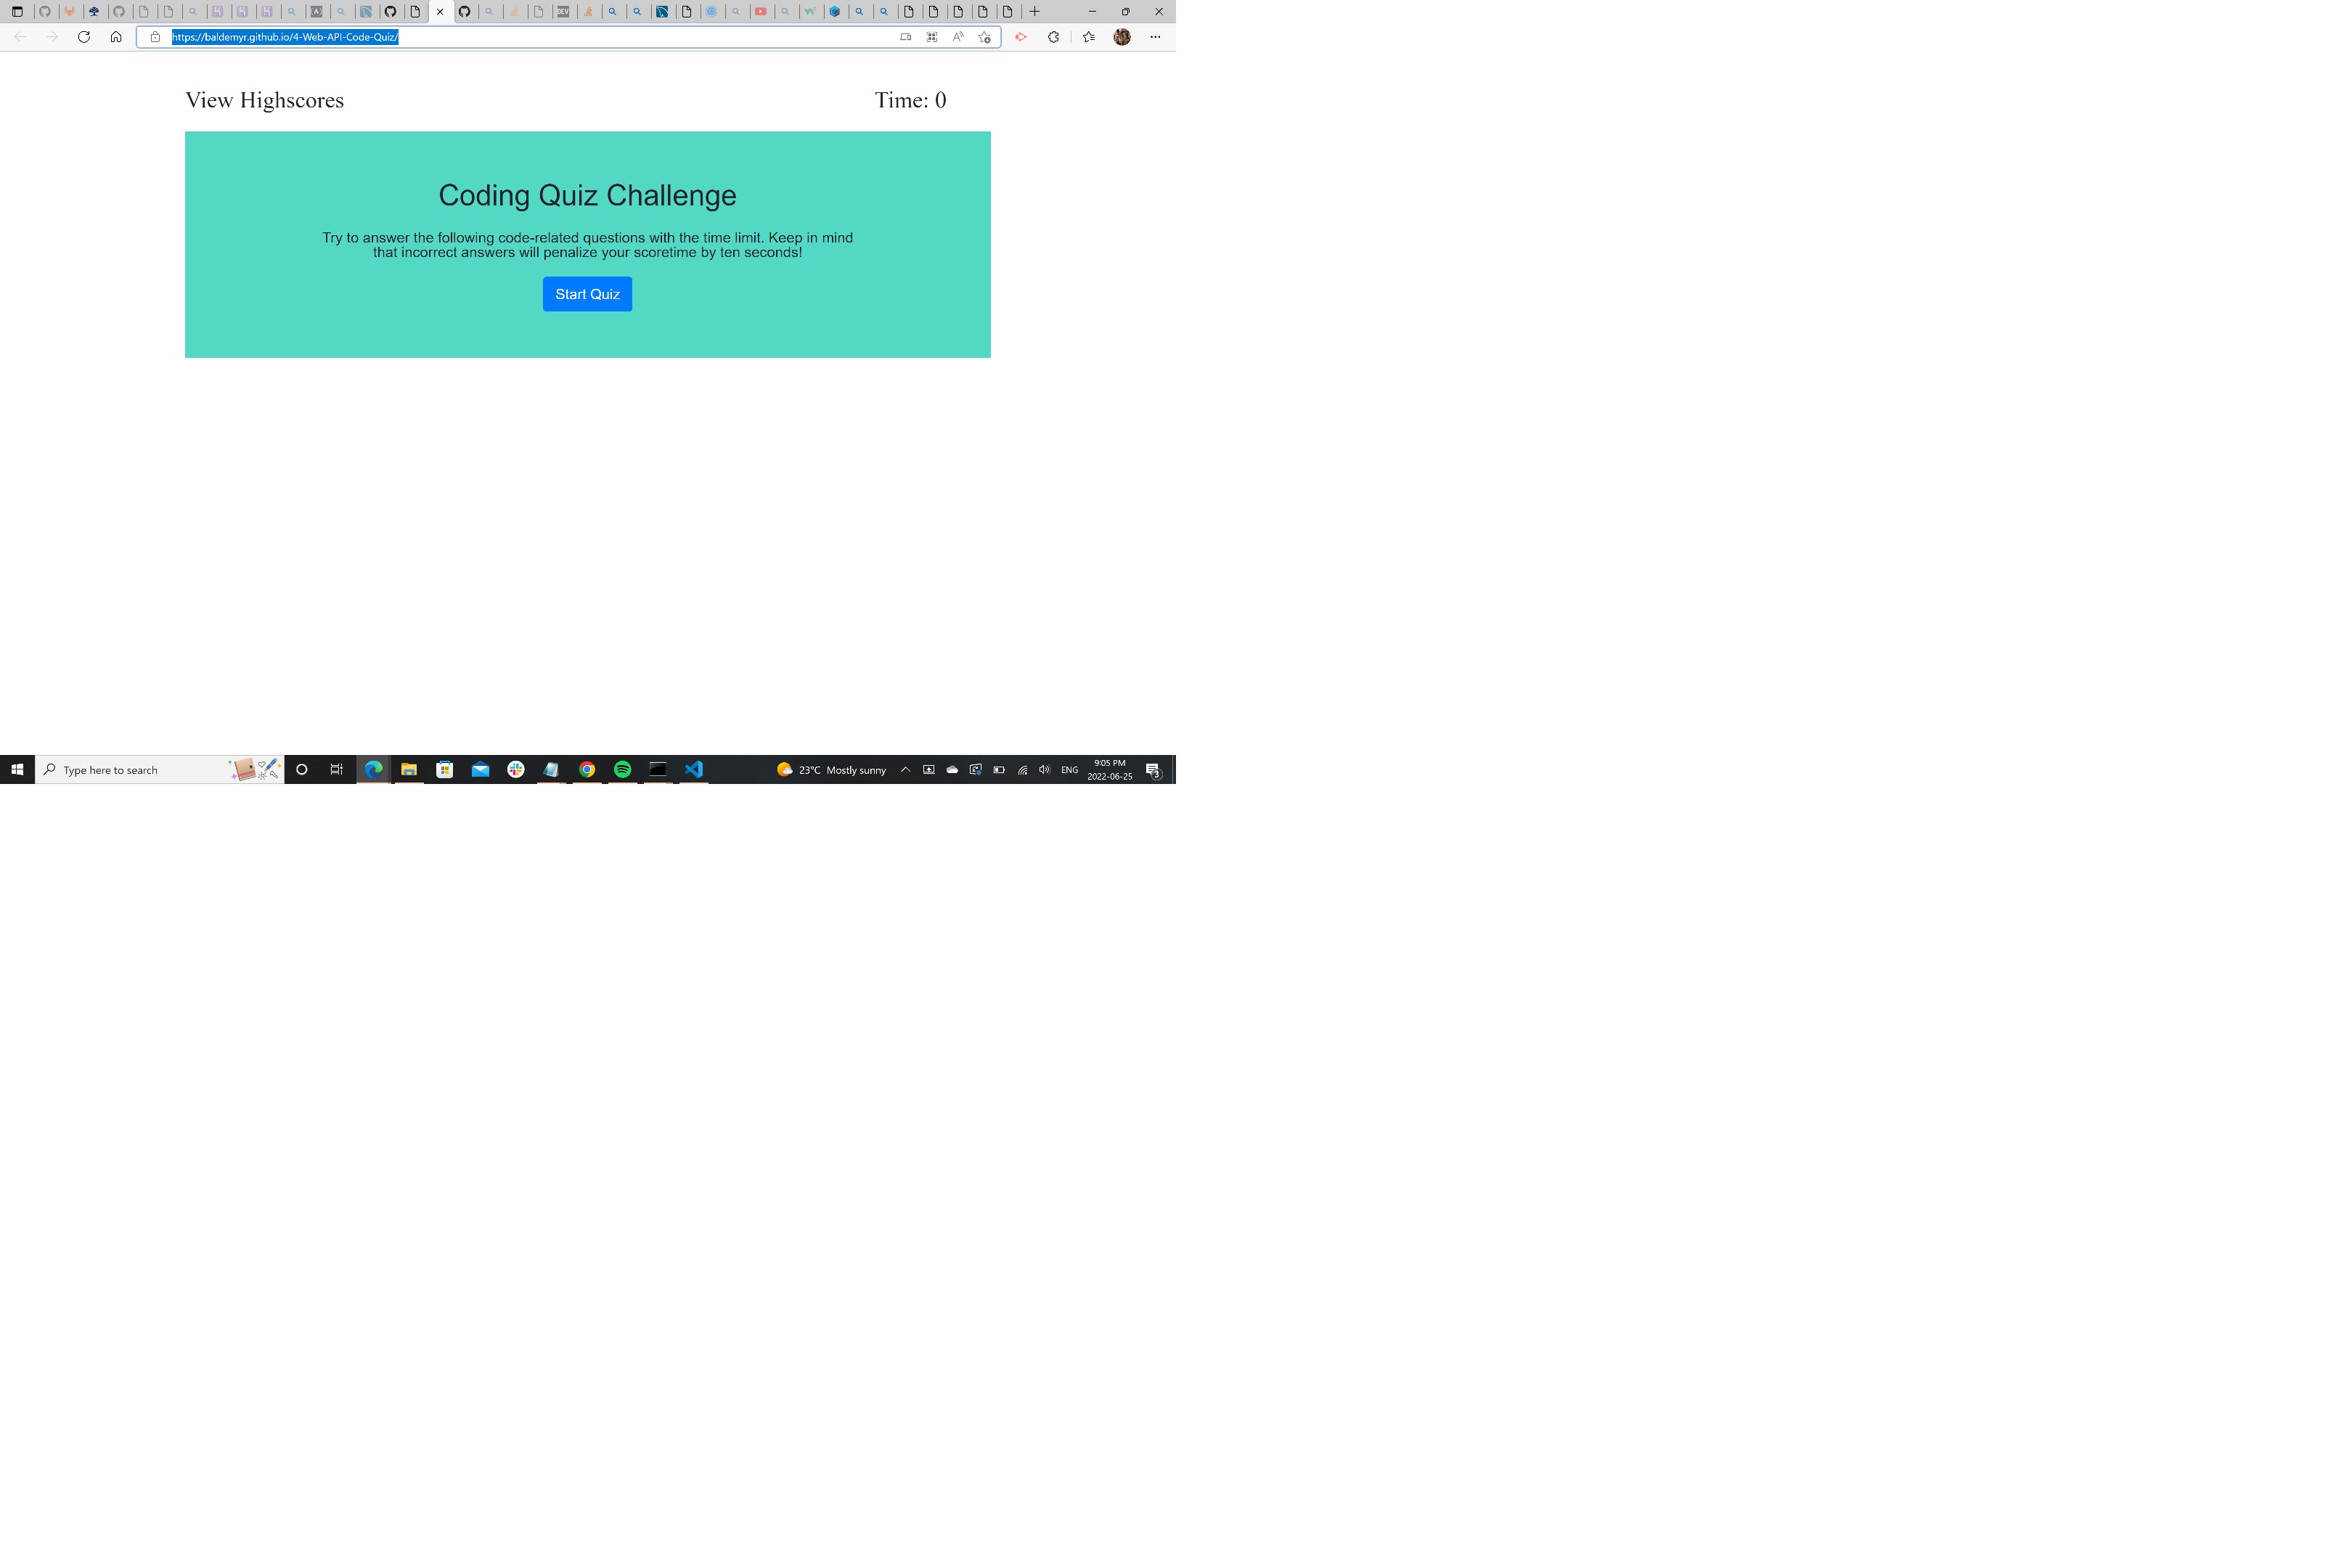 DEV
https://baldemyr.github.io/4-Web-API-Code-Quiz/
View Highscores
Time: 0
Coding Quiz Challenge
Try to answer the following code-related questions with the time limit. Keep in mind
that incorrect answers will penalize your scoretime by ten seconds!
Start Quiz
Type here to search
23°C Mostly sunny
ENG
9:05 PM
2022-06-25
3